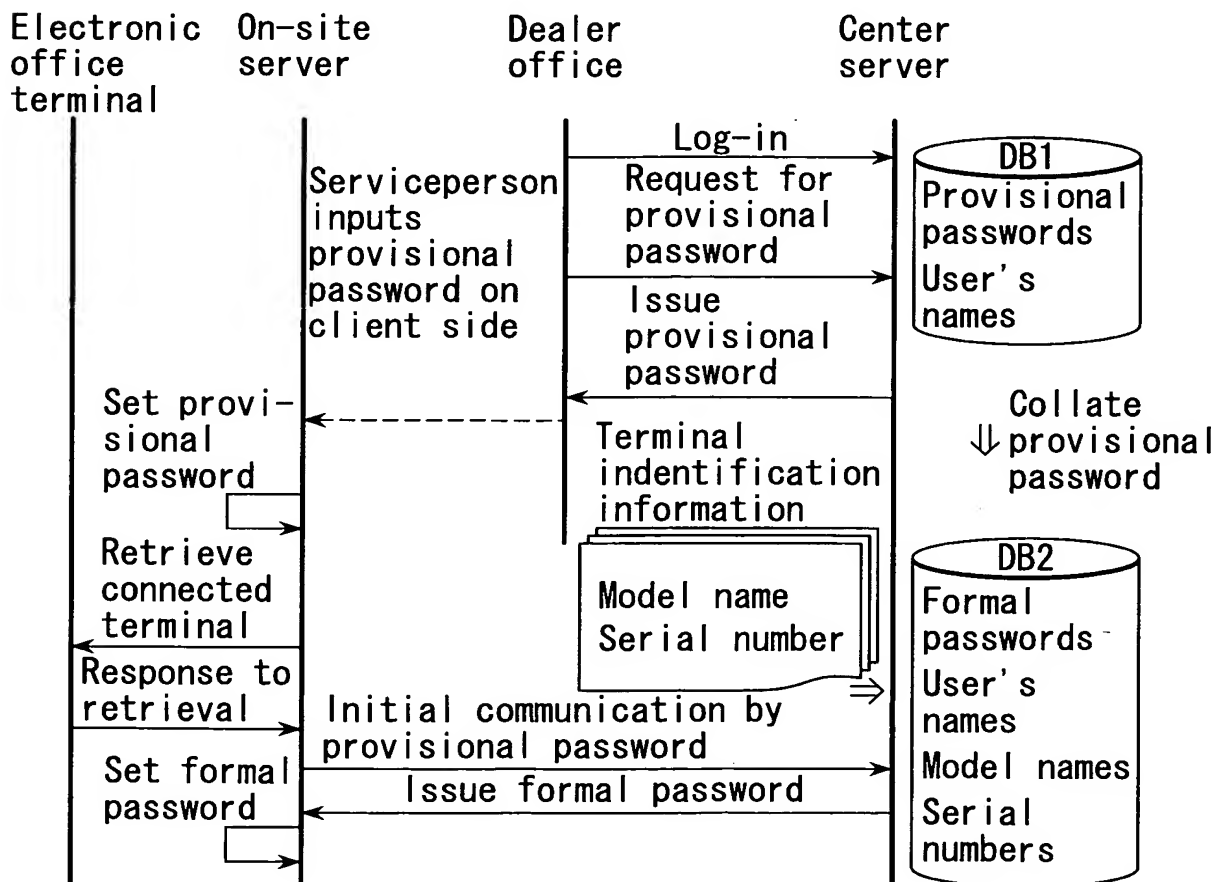 Electronic
office
terminal
On-site
server
Dealer
office
Center
server
Log-in
Request for
provisional
password
Serviceperson
inputs
provisional
password on
client side
Issue
provisional
password
DB1
Provisional
passwords
User's
names
Set provi-
sional
password
Collate
provisional
password
Terminal
indentification
information
Model name
Serial number
Retrieve
connected
terminal
Response to
retrieval
Initial communication by
provisional password
Set formal
password
Issue formal password
DB2
Formal
passwords
User's
names
Model names
Serial
numbers